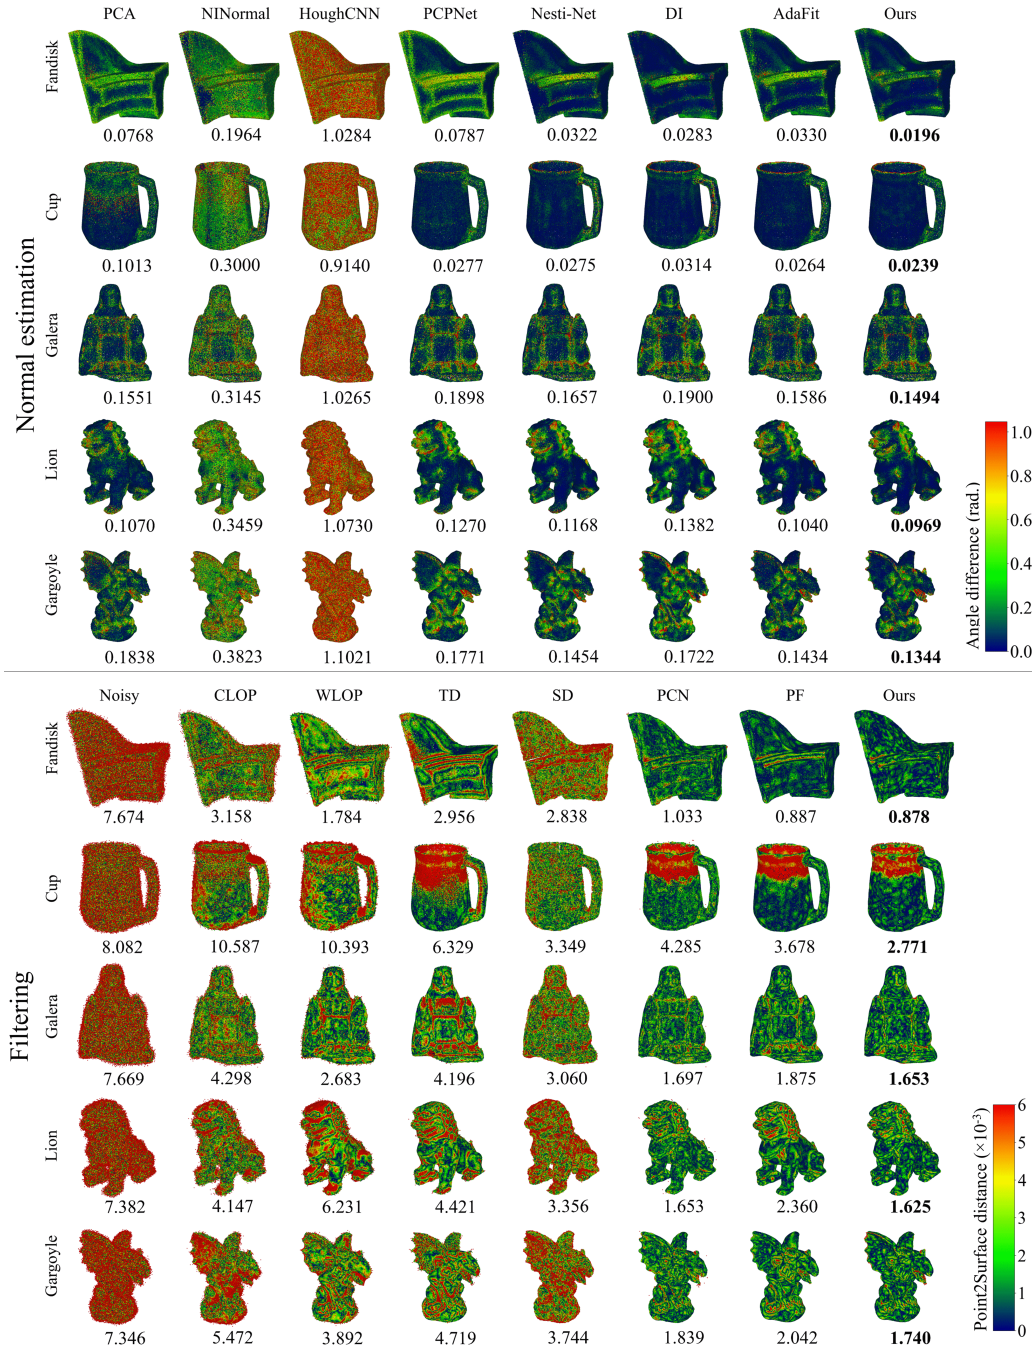 PCA NINormal HoughCNN PCPNet Nesti-Net DI AdaFit Ours
Fandisk
0.0768 0.1964 1.0284 0.0787 0.0322 0.0283 0.0330 0.0196
Cup
0.1013 0.3000 0.9140 0.0277 0.0275 0.0314 0.0264 0.0239
Normal estimation
Galera
0.1551 0.3145 1.0265 0.1898 0.1657 0.1900 0.1586 0.1494
Lion
0.1070 0.3459 1.0730 0.1270 0.1168 0.1382 0.1040 0.0969
Gargoyle
0.1838 0.3823 1.1021 0.1771 0.1454 0.1722 0.1434 0.1344
Angle difference (rad.)
1.0
0.8
0.6
0.4
0.2
0.0
Noisy CLOP WLOP TD SD PCN PF Ours
Fandisk
7.674 3.158 1.784 2.956 2.838 1.033 0.887 0.878
Cup
8.082 10.587 10.393 6.329 3.349 4.285 3.678 2.771
Filtering
Galera
7.669 4.298 2.683 4.196 3.060 1.697 1.875 1.653
Lion
7.382 4.147 6.231 4.421 3.356 1.653 2.360 1.625
Gargoyle
7.346 5.472 3.892 4.719 3.744 1.839 2.042 1.740
Point2Surface distance (×10⁻³)
6
5
4
3
2
1
0